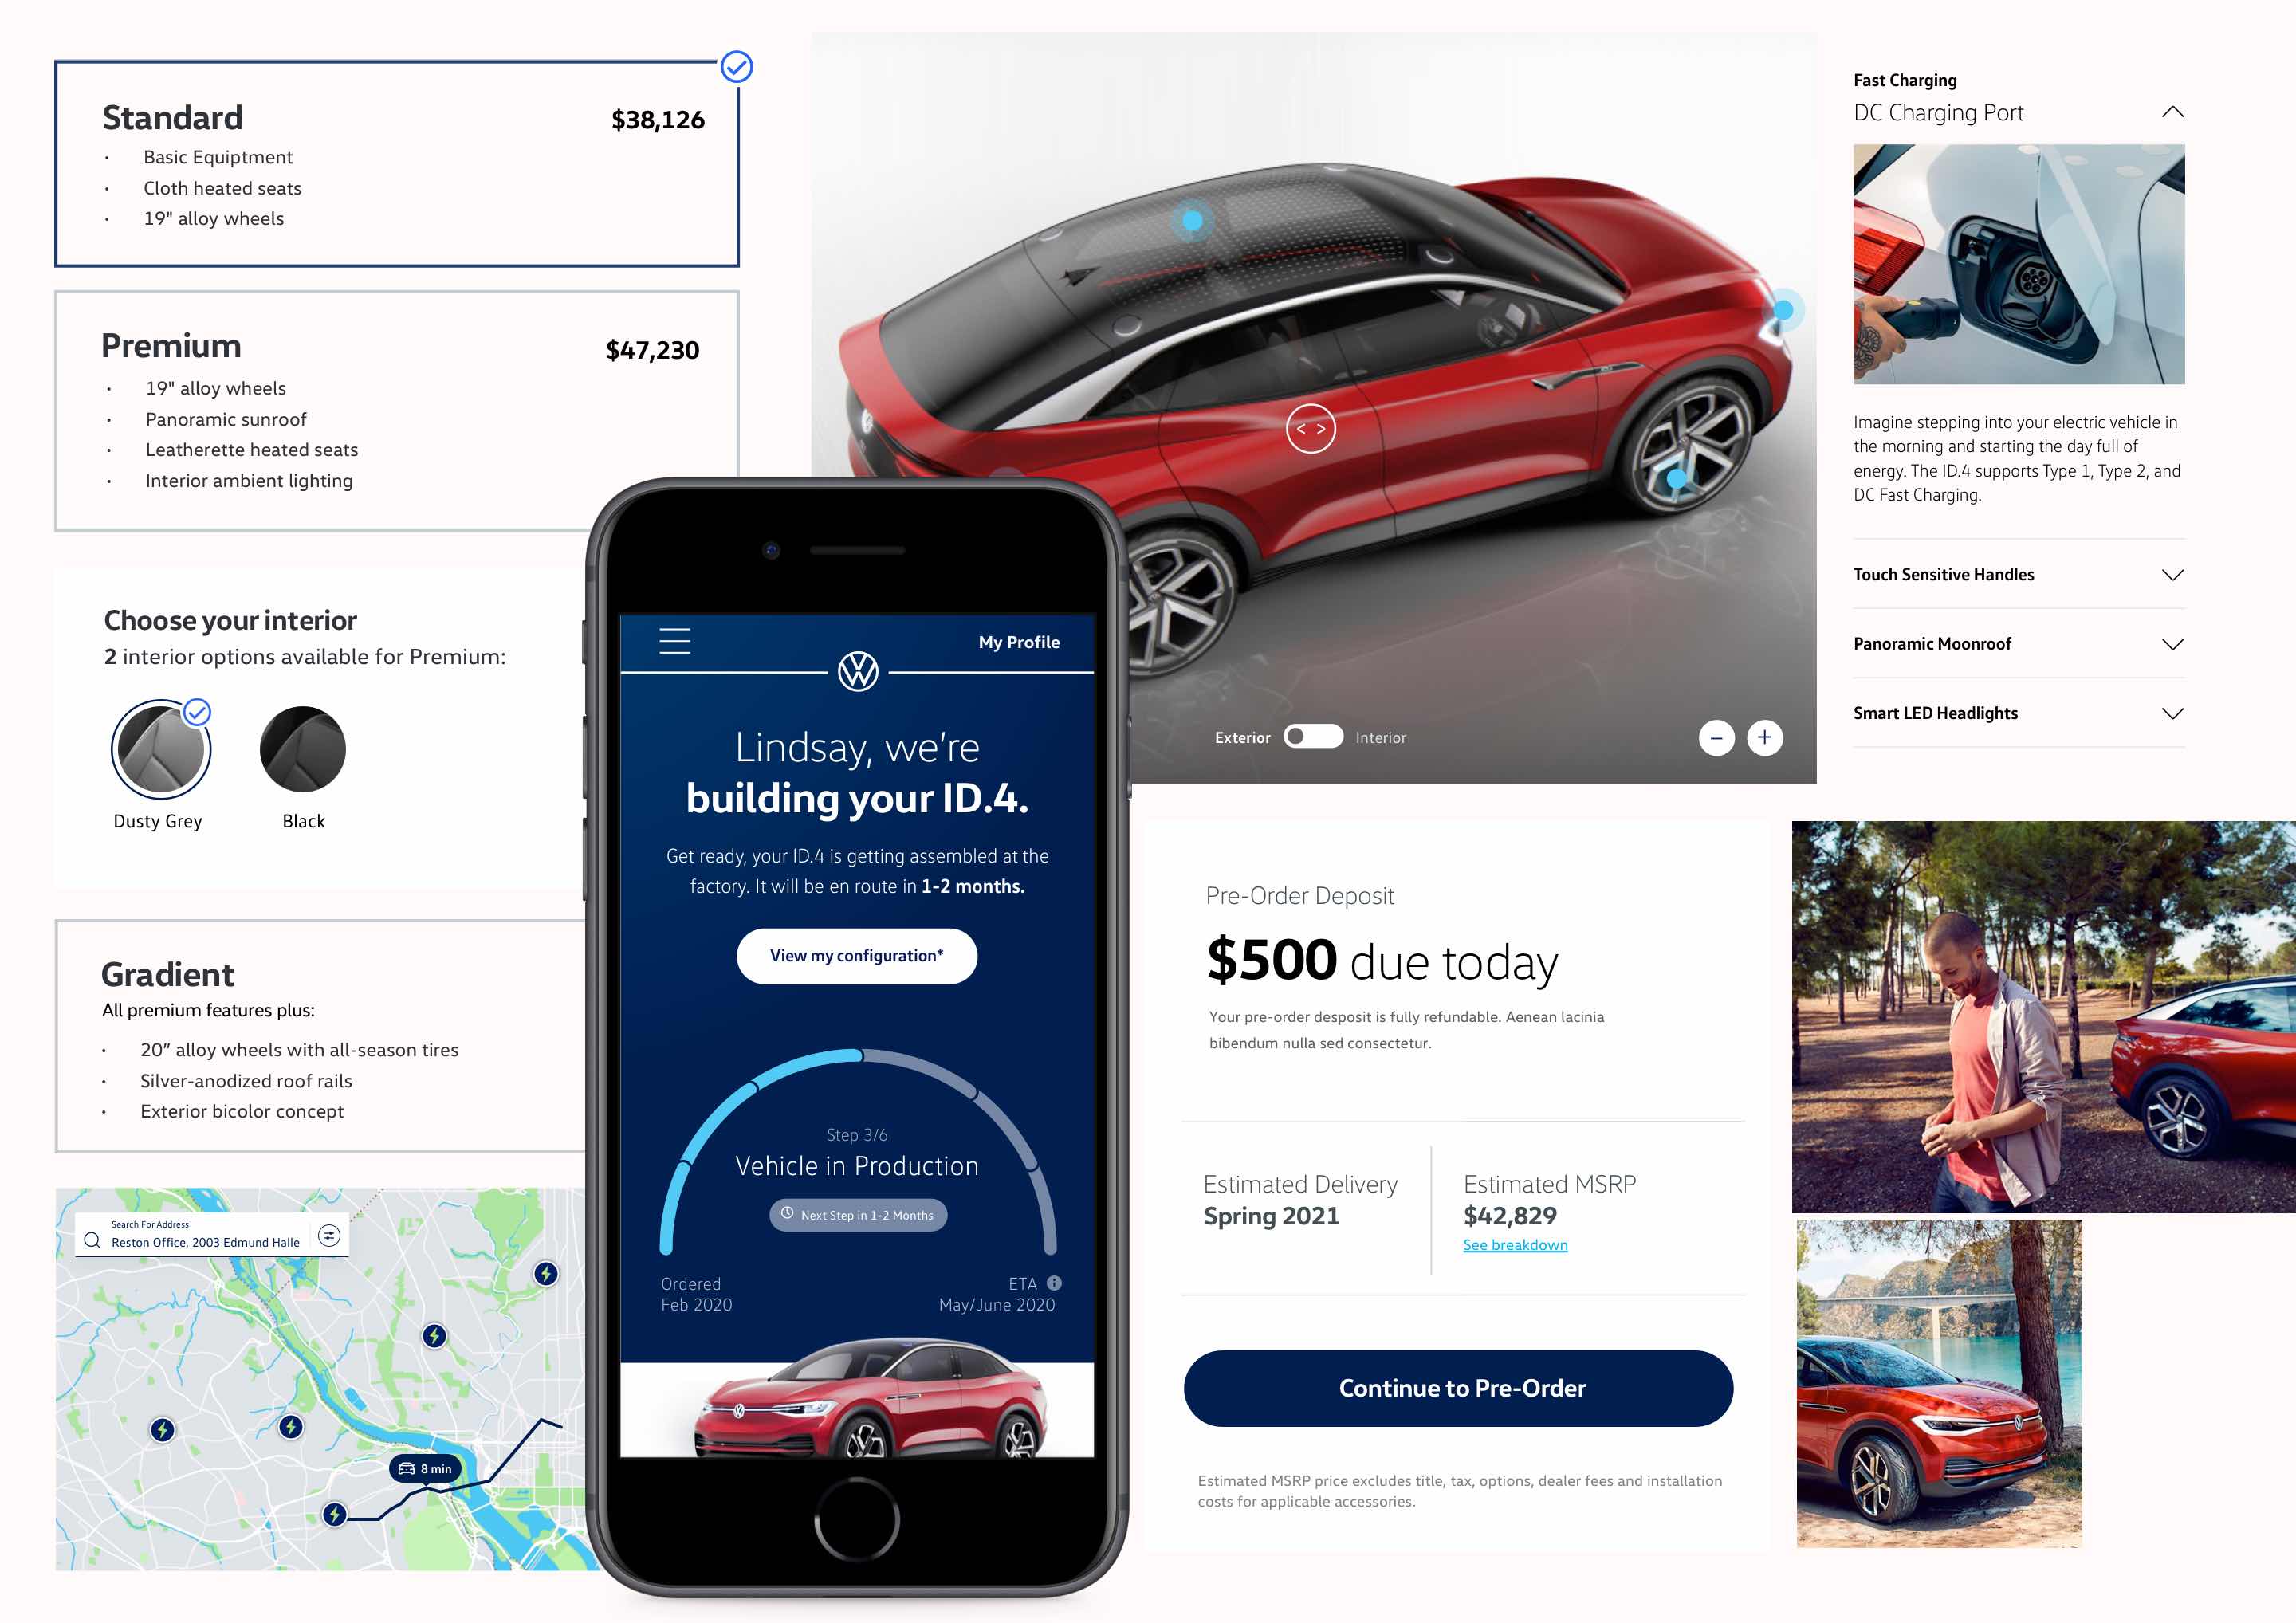 Standard
$38,126
• Basic Equiptment
• Cloth heated seats
• 19" alloy wheels
Premium
$47,230
• 19" alloy wheels
• Panoramic sunroof
• Leatherette heated seats
• Interior ambient lighting
Choose your interior
2 interior options available for Premium:
Dusty Grey
Black
Gradient
All premium features plus:
• 20” alloy wheels with all-season tires
• Silver-anodized roof rails
• Exterior bicolor concept
Search For Address
Reston Office, 2003 Edmund Halle
8 min
My Profile
Lindsay, we’re
building your ID.4.
Get ready, your ID.4 is getting assembled at the
factory. It will be en route in 1-2 months.
View my configuration*
Step 3/6
Vehicle in Production
Next Step in 1-2 Months
Ordered
Feb 2020
ETA
May/June 2020
< >
Exterior
Interior
Fast Charging
DC Charging Port
Imagine stepping into your electric vehicle in
the morning and starting the day full of
energy. The ID.4 supports Type 1, Type 2, and
DC Fast Charging.
Touch Sensitive Handles
Panoramic Moonroof
Smart LED Headlights
Pre-Order Deposit
$500 due today
Your pre-order desposit is fully refundable. Aenean lacinia
bibendum nulla sed consectetur.
Estimated Delivery
Spring 2021
Estimated MSRP
$42,829
See breakdown
Continue to Pre-Order
Estimated MSRP price excludes title, tax, options, dealer fees and installation
costs for applicable accessories.